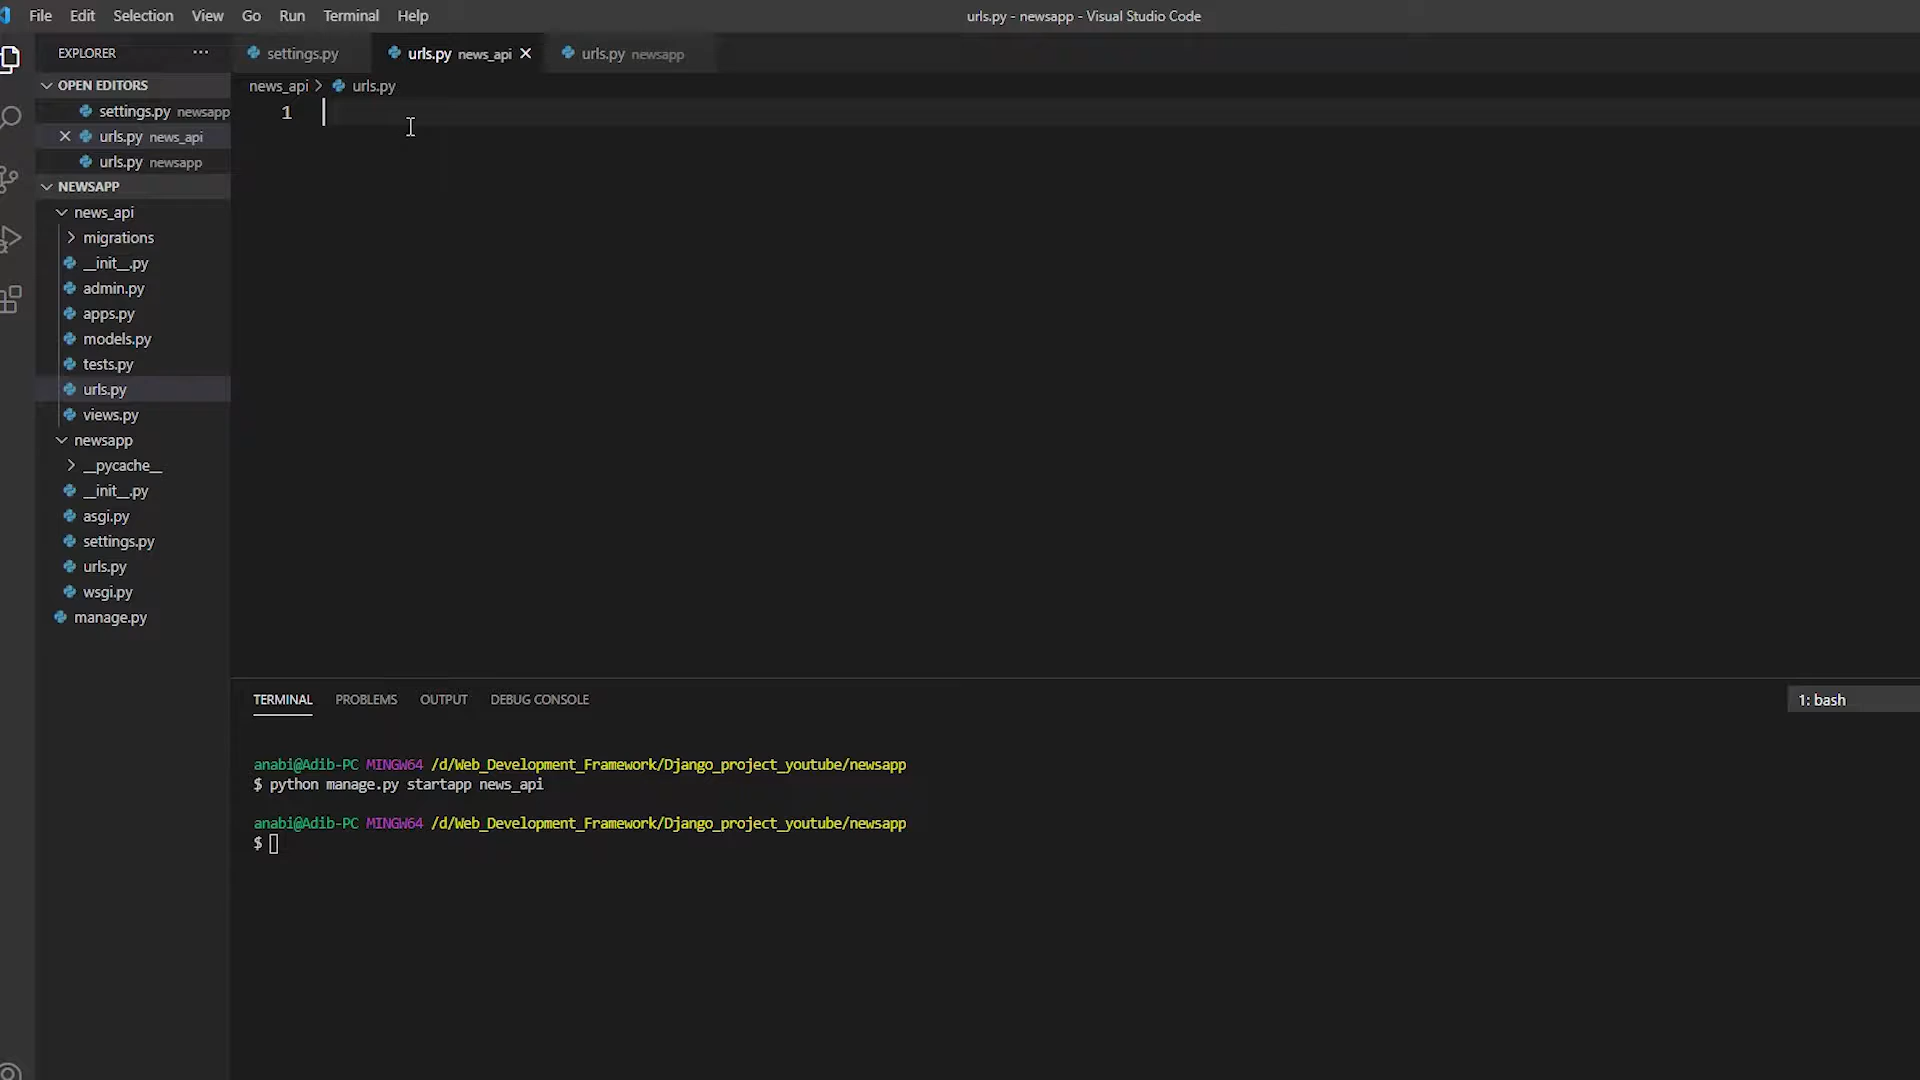 File Edit Selection View Go Run Terminal Help
urls.py - newsapp - Visual Studio Code
EXPLORER ...
settings.py
urls.py news_api
urls.py newsapp
OPEN EDITORS
settings.py newsapp
urls.py news_api
urls.py newsapp
NEWSAPP
news_api
migrations
__init__.py
admin.py
apps.py
models.py
tests.py
urls.py
views.py
newsapp
__pycache__
__init__.py
asgi.py
settings.py
urls.py
wsgi.py
manage.py
news_api > urls.py
1
TERMINAL PROBLEMS OUTPUT DEBUG CONSOLE
1: bash
anabi@Adib-PC MINGW64 /d/Web_Development_Framework/Django_project_youtube/newsapp
$ python manage.py startapp news_api
anabi@Adib-PC MINGW64 /d/Web_Development_Framework/Django_project_youtube/newsapp
$